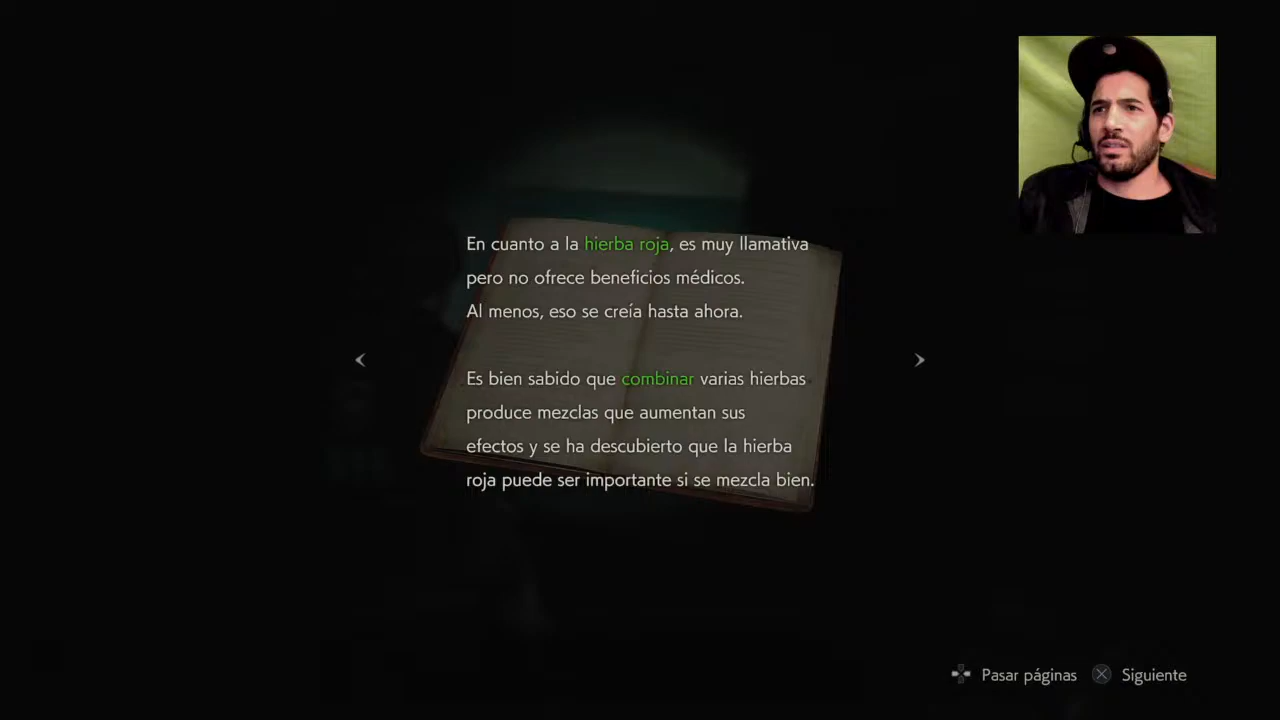 En cuanto a la hierba roja, es muy llamativa
pero no ofrece beneficios médicos.
Al menos, eso se creía hasta ahora.
Es bien sabido que combinar varias hierbas
produce mezclas que aumentan sus
efectos y se ha descubierto que la hierba
roja puede ser importante si se mezcla bien.
Pasar páginas
Siguiente